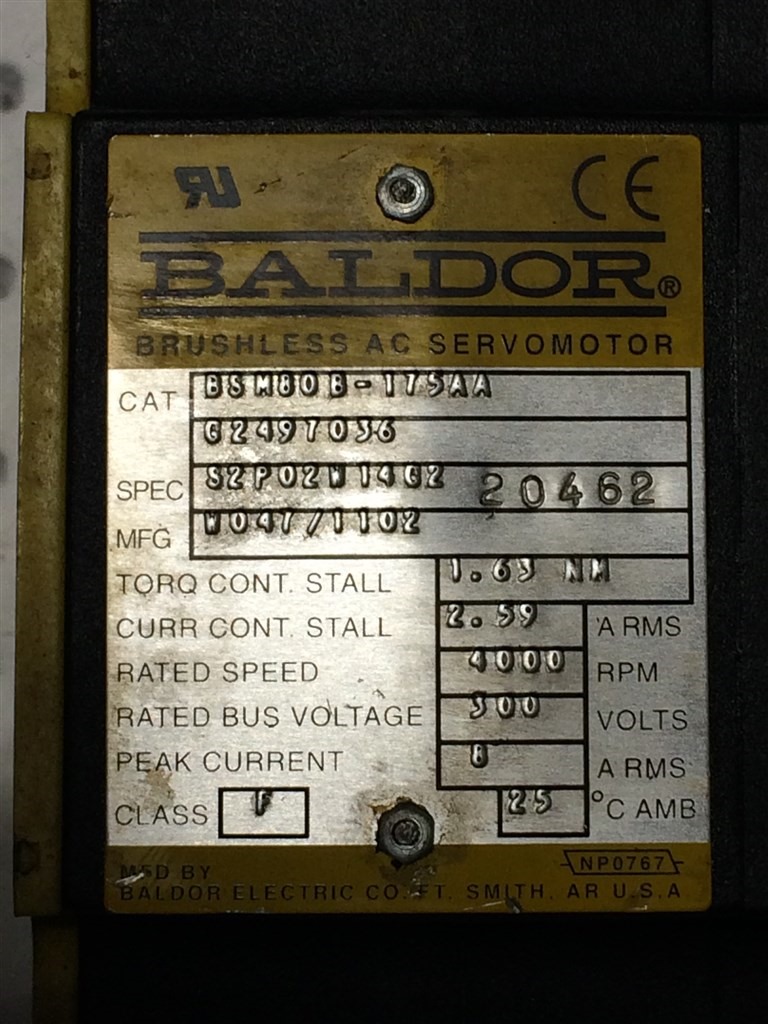 CE
BALDOR®
BRUSHLESS AC SERVOMOTOR
CAT BSM80B-175AA
G2497036
SPEC S2P02W14G2 20462
MFG W047/1102
TORQ CONT. STALL 1.69 NM
CURR CONT. STALL 2.59 A RMS
RATED SPEED 4000 RPM
RATED BUS VOLTAGE 300 VOLTS
PEAK CURRENT 8 A RMS
CLASS F 25 °C AMB
NP0767
MFD BY
BALDOR ELECTRIC CO. FT. SMITH, AR U.S.A